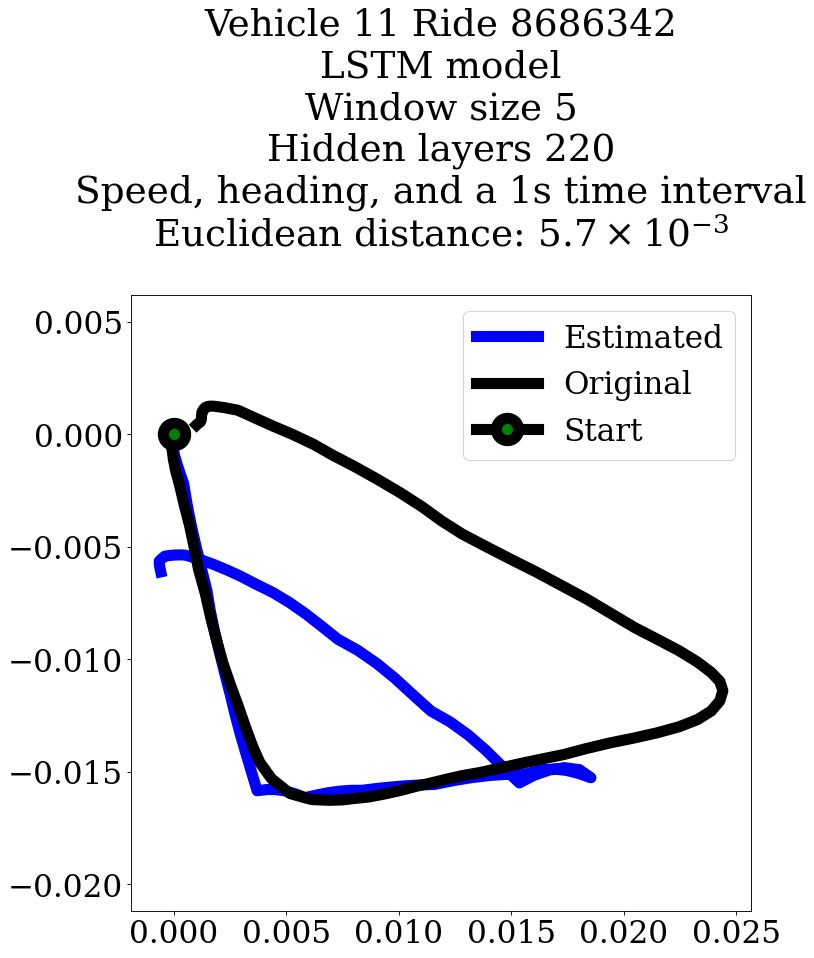 Vehicle 11 Ride 8686342
LSTM model
Window size 5
Hidden layers 220
Speed, heading, and a 1s time interval
Euclidean distance: 5.7 × 10⁻³
Estimated
Original
Start
0.005
0.000
−0.005
−0.010
−0.015
−0.020
0.000 0.005 0.010 0.015 0.020 0.025